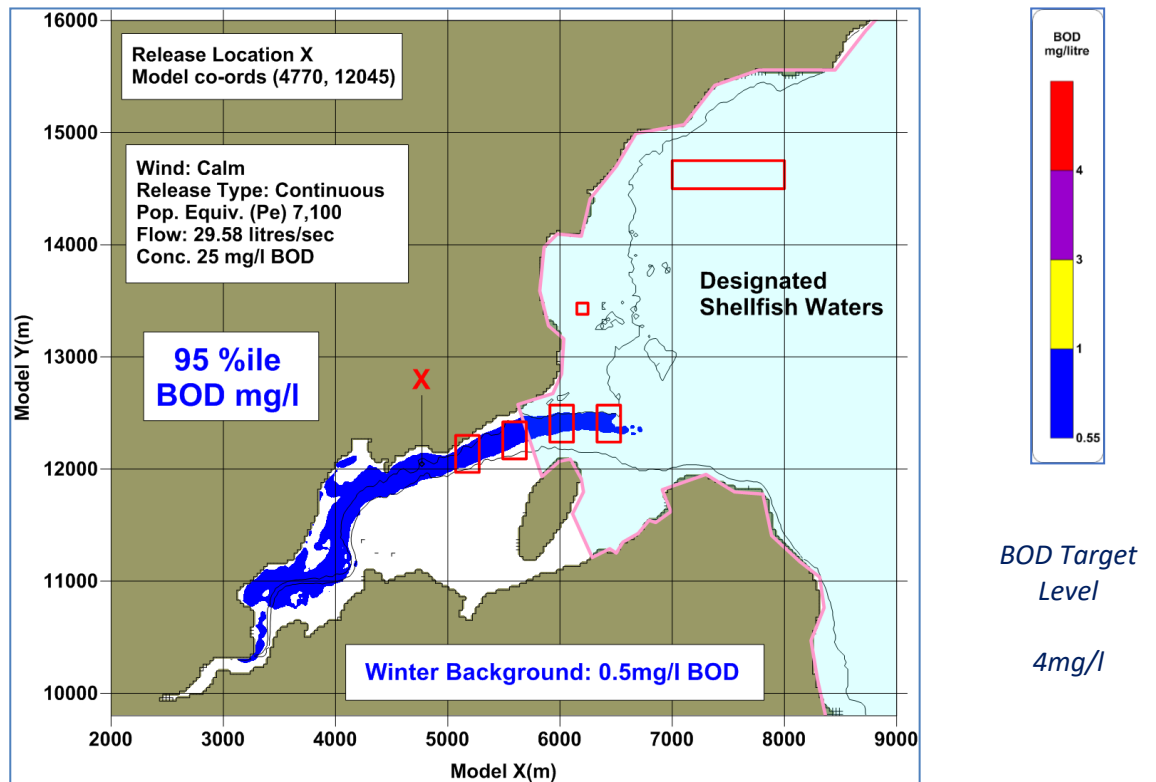 Release Location X
Model co-ords (4770, 12045)
Wind: Calm
Release Type: Continuous
Pop. Equiv. (Pe) 7,100
Flow: 29.58 litres/sec
Conc. 25 mg/l BOD
95 %ile
BOD mg/l
X
Designated
Shellfish Waters
Winter Background: 0.5mg/l BOD
Model Y(m)
16000
15000
14000
13000
12000
11000
10000
2000 3000 4000 5000 6000 7000 8000 9000
Model X(m)
BOD
mg/litre
4
3
1
0.55
BOD Target
Level
4mg/l